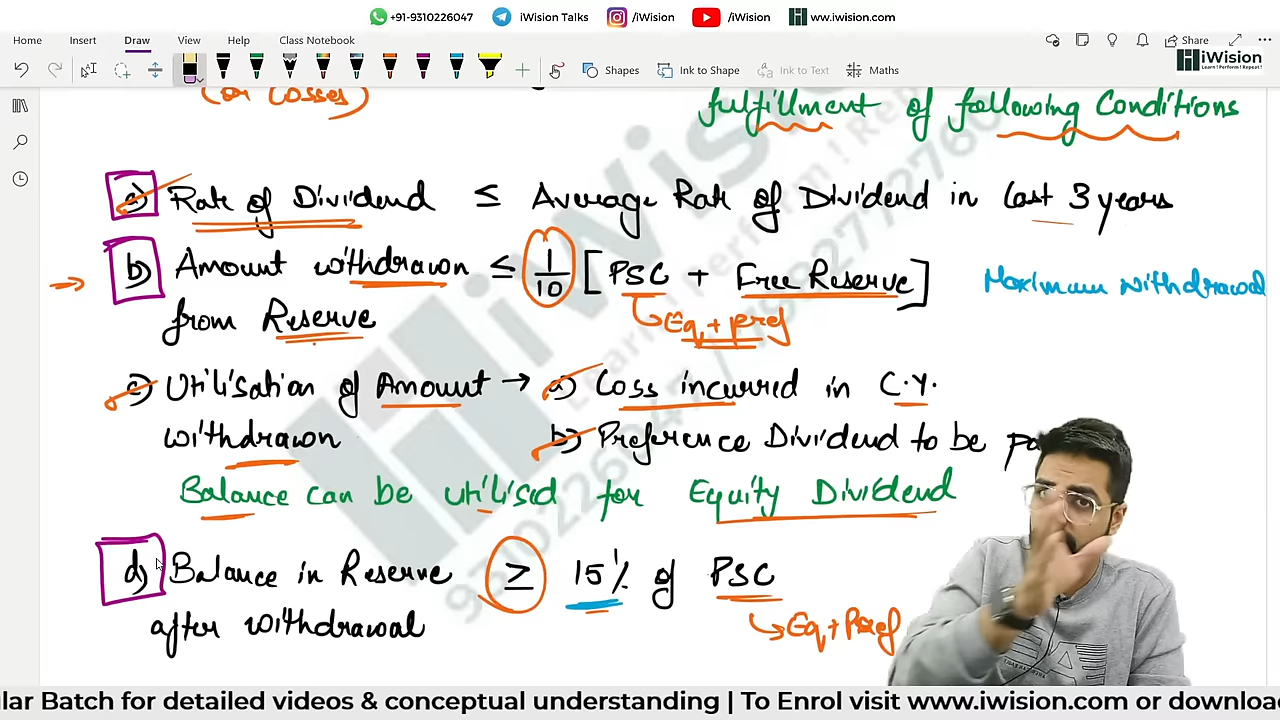 +91-9310226047 iWision Talks /iWision /iWision ww.iwision.com
Home Insert Draw View Help Class Notebook Share
iWision
Learn ! Perform ! Repeat !
Shapes Ink to Shape Ink to Text Maths
(or Losses)
fulfillment of following Conditions
a) Rate of Dividend ≤ Average Rate of Dividend in last 3 years
b) Amount withdrawn ≤ 1/10 [PSC + Free Reserve] Maximum withdrawal
from Reserve Eq + pref
c) Utilisation of Amount → a) Loss incurred in C.Y.
withdrawn b) Preference Dividend to be
Balance can be utilised for Equity Dividend
d) Balance in Reserve ≥ 15% of PSC
after withdrawal Eq + Pref
lar Batch for detailed videos & conceptual understanding | To Enrol visit www.iwision.com or downloa